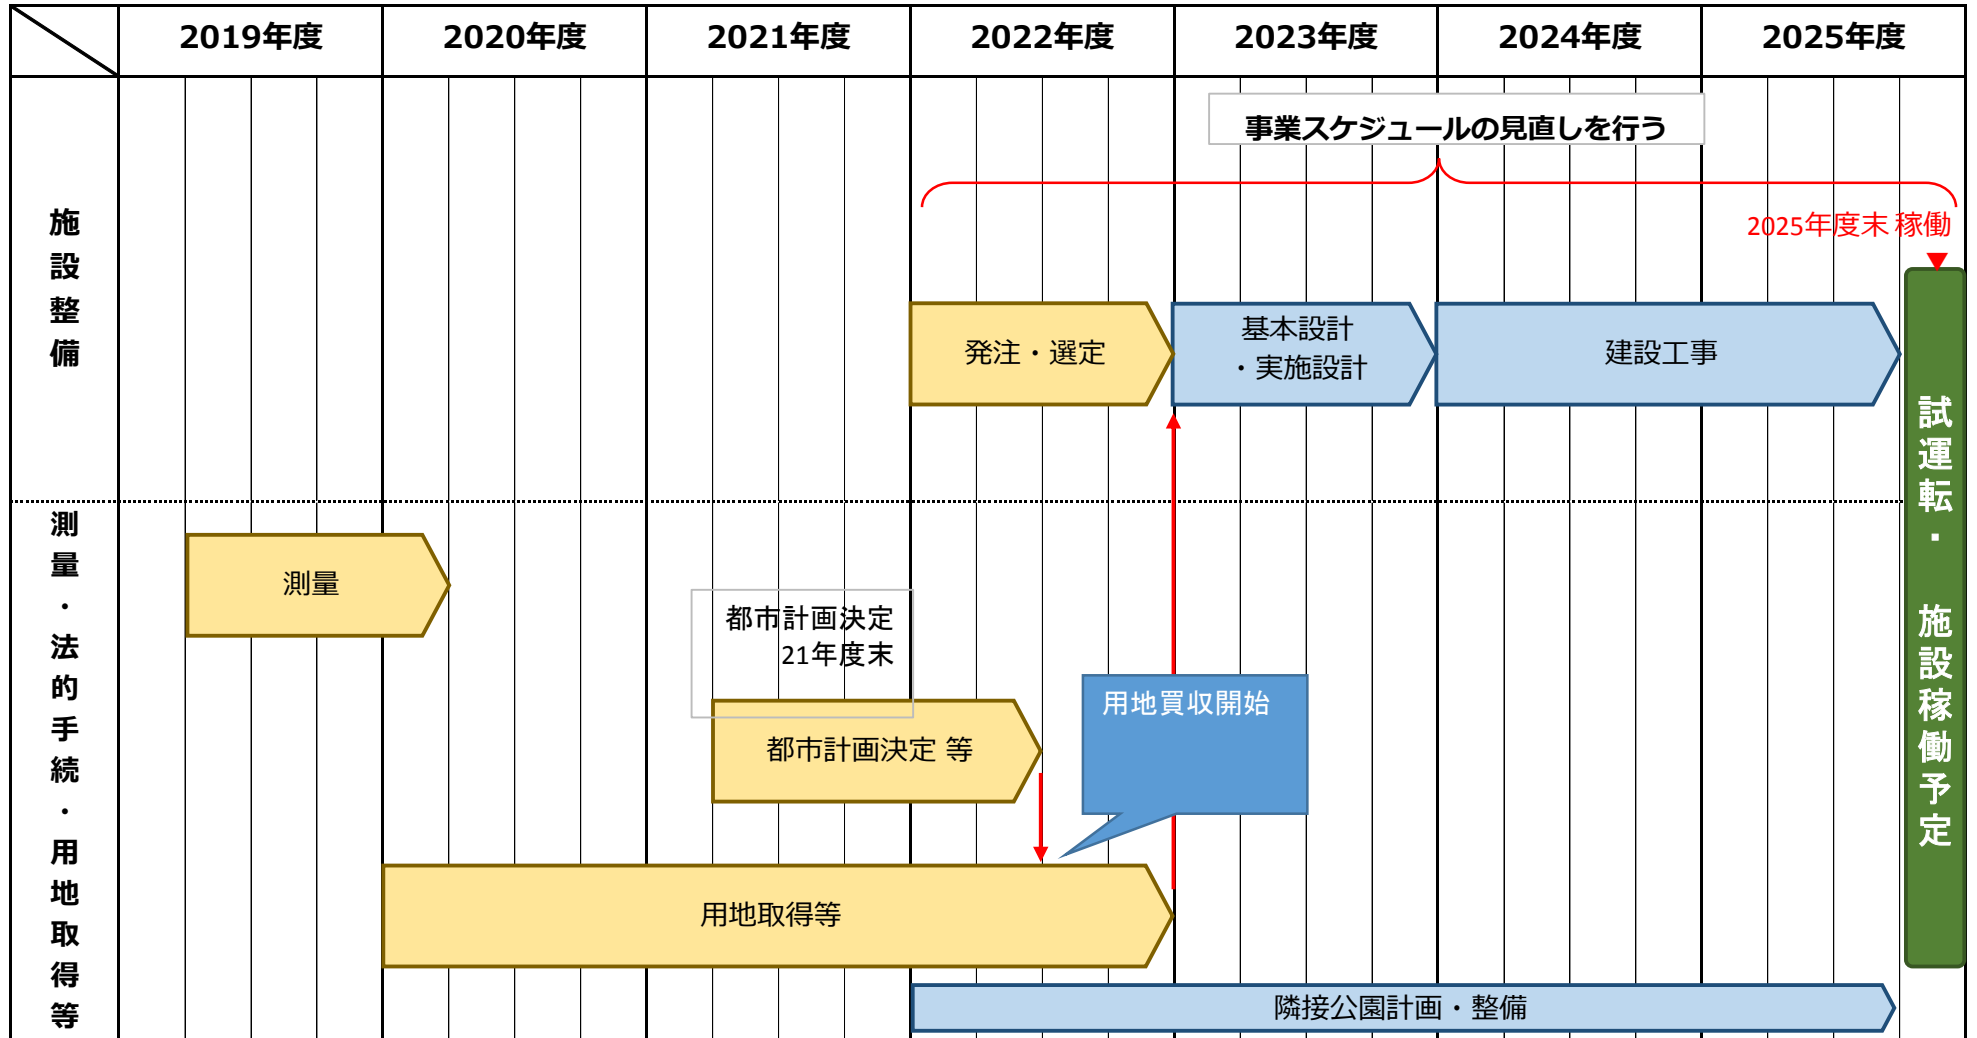 2019年度 2020年度 2021年度 2022年度 2023年度 2024年度 2025年度
事業スケジュールの見直しを行う
2025年度末 稼働
施設整備
発注・選定
基本設計
・実施設計
建設工事
試運転・ 施設稼働予定
測量・法的手続・用地取得等
測量
都市計画決定
21年度末
用地買収開始
都市計画決定 等
用地取得等
隣接公園計画・整備